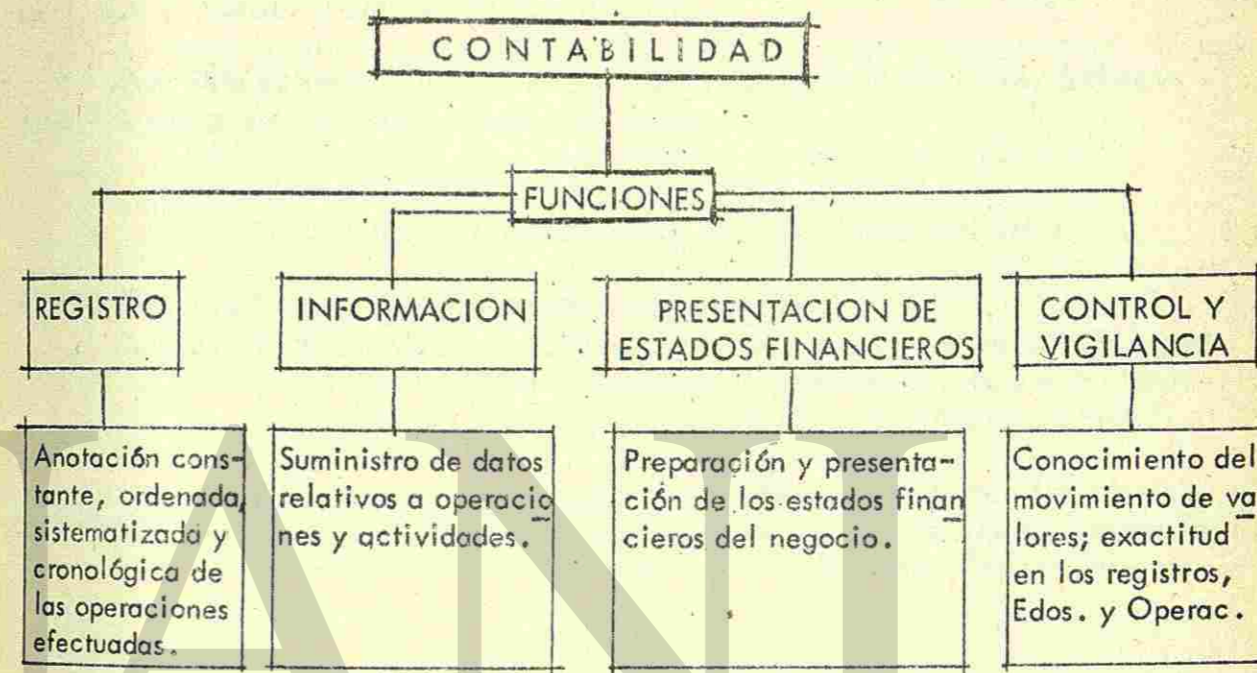 CONTABILIDAD
FUNCIONES
REGISTRO
INFORMACION
PRESENTACION DE
ESTADOS FINANCIEROS
CONTROL Y
VIGILANCIA
Anotación cons-
tante, ordenada,
sistematizada y
cronológica de
las operaciones
efectuadas.
Suministro de datos
relativos a operacio
nes y actividades.
Preparación y presenta-
ción de los estados finan
cieros del negocio.
Conocimiento del
movimiento de va
lores; exactitud
en los registros,
Edos. y Operac.